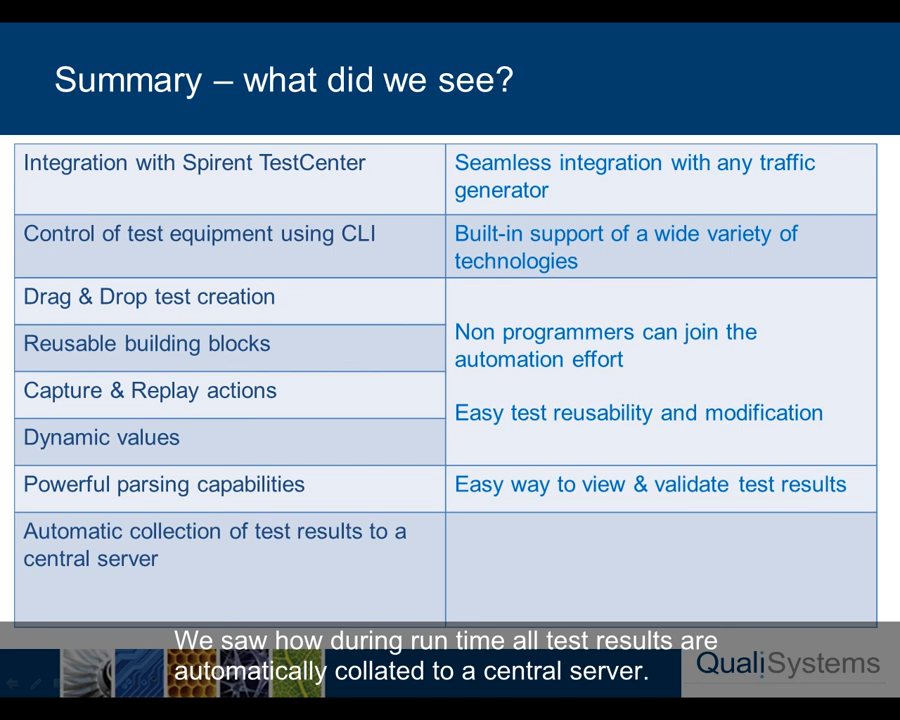 Summary – what did we see?
Integration with Spirent TestCenter
Seamless integration with any traffic
generator
Control of test equipment using CLI
Built-in support of a wide variety of
technologies
Drag & Drop test creation
Reusable building blocks
Capture & Replay actions
Dynamic values
Non programmers can join the
automation effort
Easy test reusability and modification
Powerful parsing capabilities
Easy way to view & validate test results
Automatic collection of test results to a
central server
We saw how during run time all test results are
automatically collated to a central server.
QualiSystems